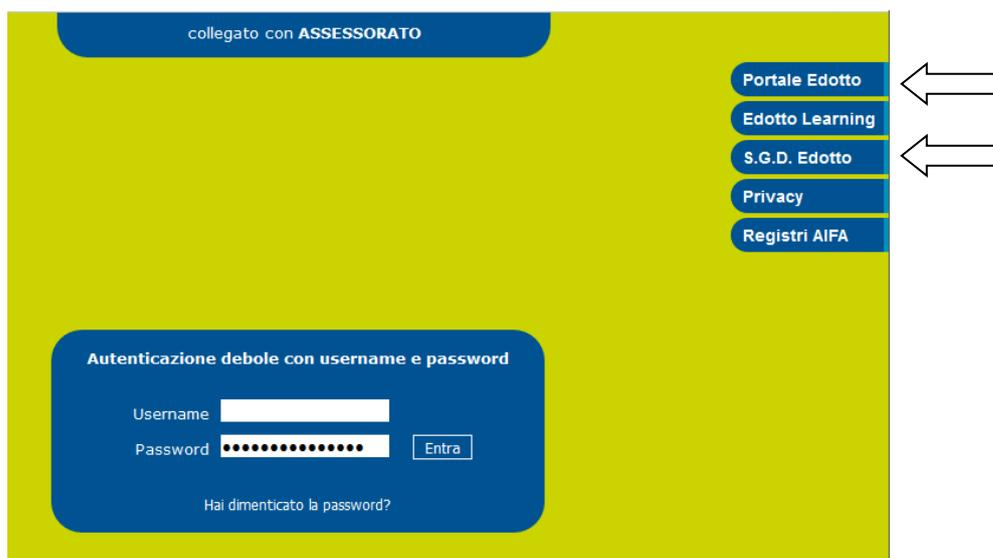 collegato con ASSESSORATO
Portale Edotto
Edotto Learning
S.G.D. Edotto
Privacy
Registri AIFA
Autenticazione debole con username e password
Username
Password ●●●●●●●●●●●●●●● Entra
Hai dimenticato la password?